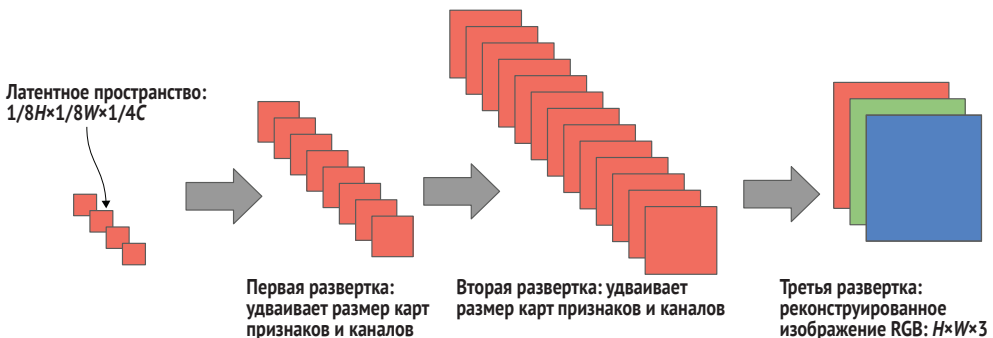 Латентное пространство:
1/8H×1/8W×1/4C
Первая развертка:
удваивает размер карт
признаков и каналов
Вторая развертка: удваивает
размер карт признаков и каналов
Третья развертка:
реконструированное
изображение RGB: H×W×3